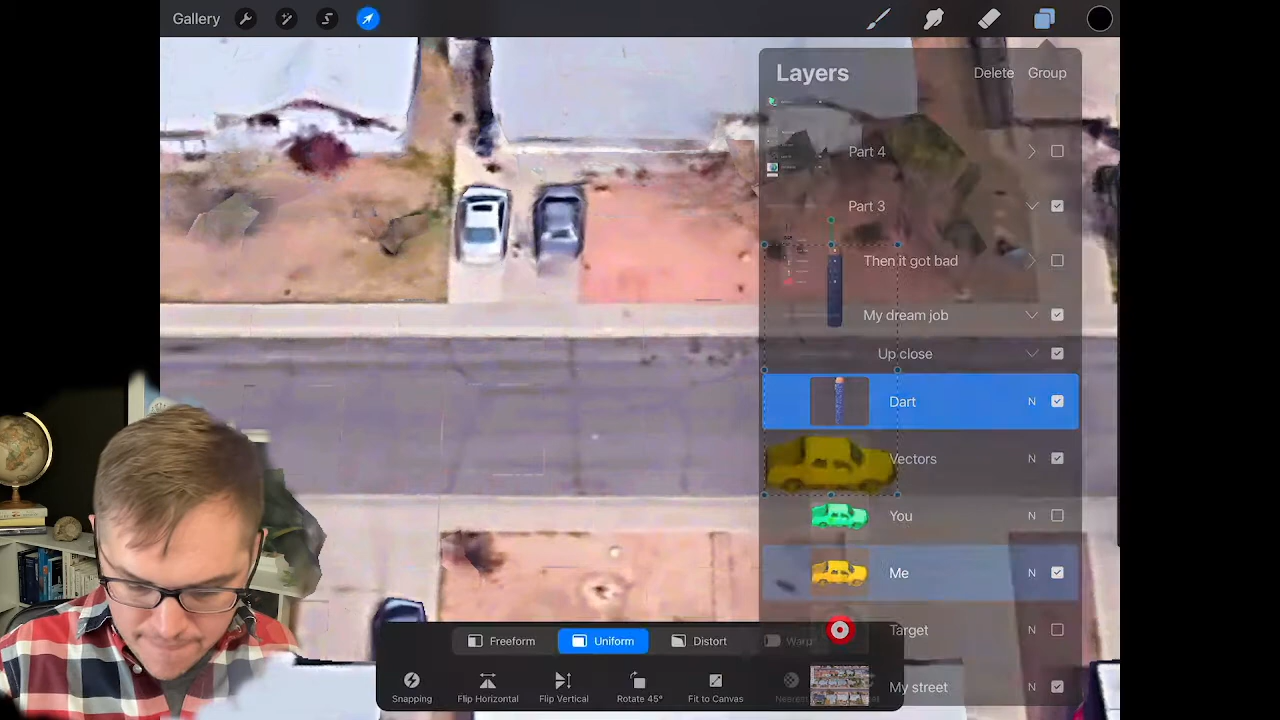 Gallery
Layers
Delete
Group
Part 4
Part 3
Then it got bad
My dream job
Up close
Dart
N
Vectors
N
You
N
Me
N
Target
N
My street
N
Freeform
Uniform
Distort
Warp
Snapping
Flip Horizontal
Flip Vertical
Rotate 45°
Fit to Canvas